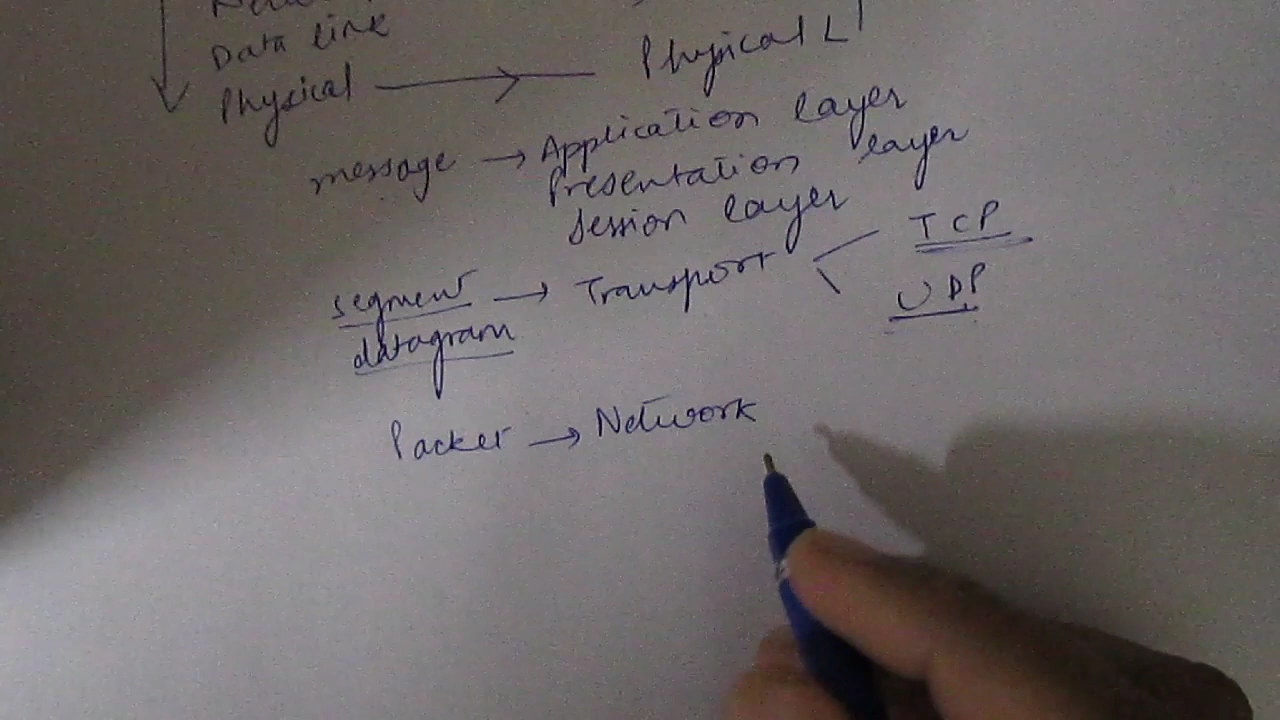 Data link
Physical → Physical L
message → Application layer
Presentation layer
Session layer
segment → Transport < TCP
datagram UDP
Packet → Network